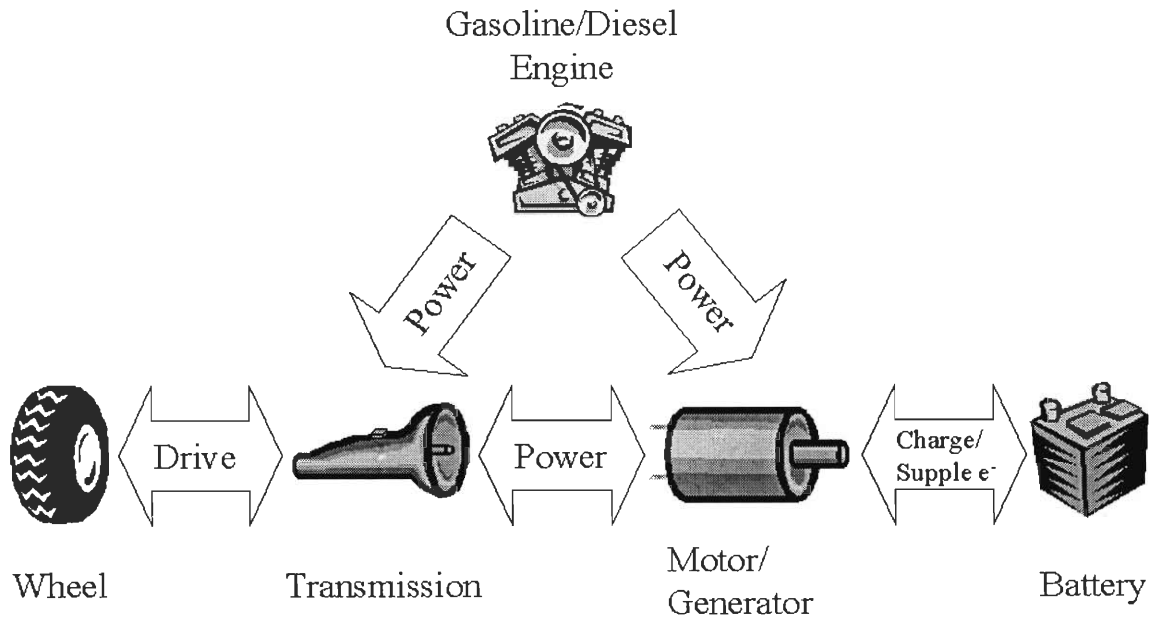 Gasoline/Diesel
Engine
Power
Power
Drive
Power
Charge/
Supple e⁻
Wheel
Transmission
Motor/
Generator
Battery